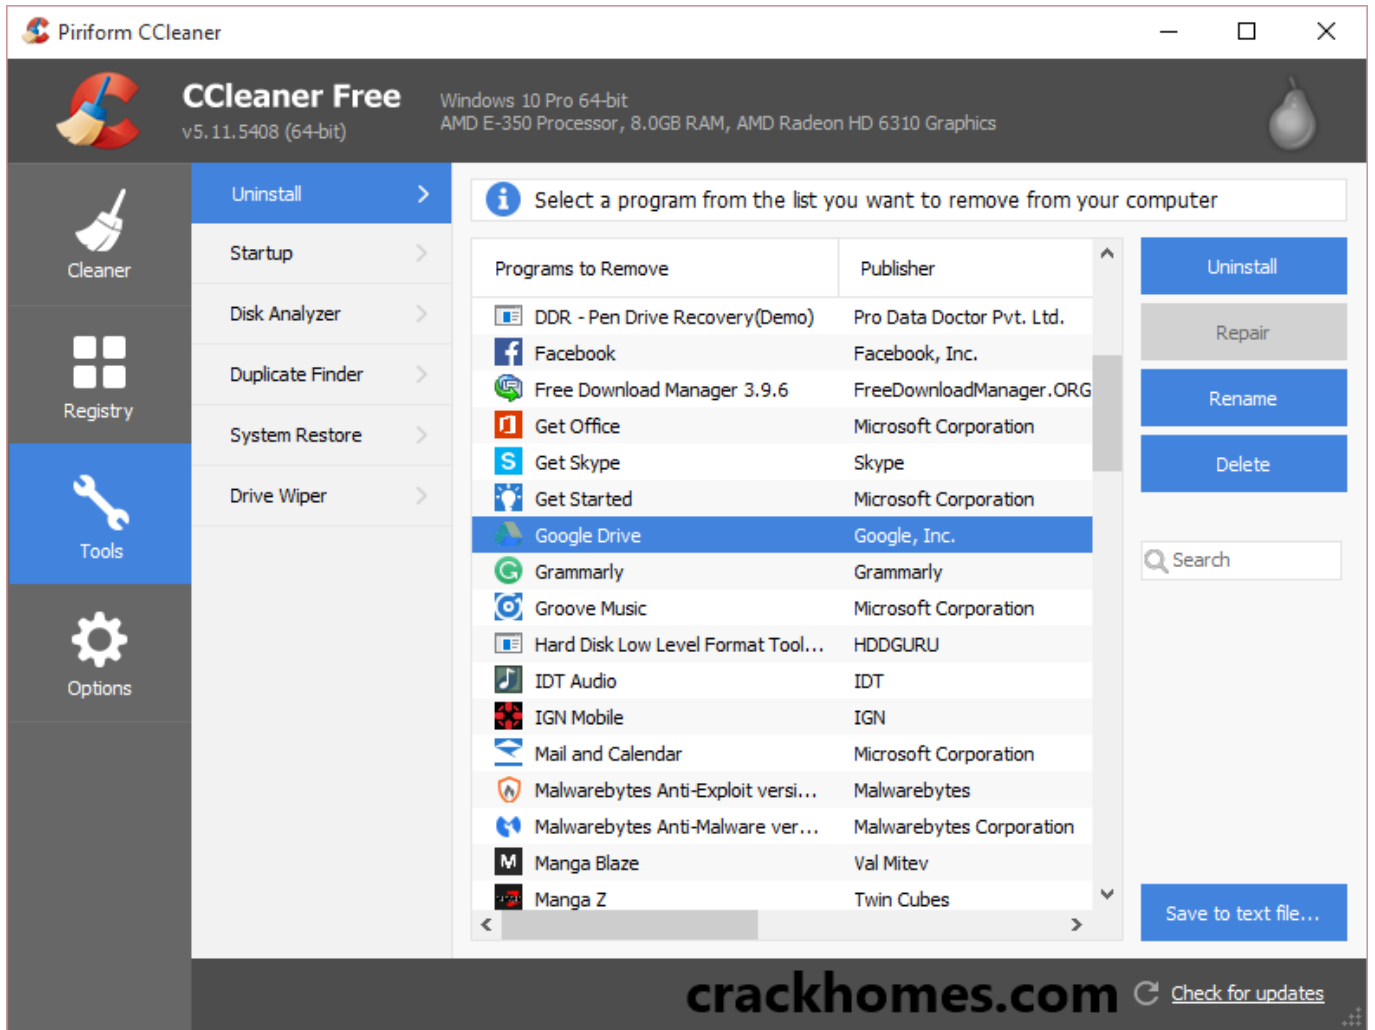 Piriform CCleaner
CCleaner Free
v5.11.5408 (64-bit)
Windows 10 Pro 64-bit
AMD E-350 Processor, 8.0GB RAM, AMD Radeon HD 6310 Graphics
Cleaner
Registry
Tools
Options
Uninstall
Startup
Disk Analyzer
Duplicate Finder
System Restore
Drive Wiper
Select a program from the list you want to remove from your computer
Programs to Remove Publisher
DDR - Pen Drive Recovery(Demo) Pro Data Doctor Pvt. Ltd.
Facebook Facebook, Inc.
Free Download Manager 3.9.6 FreeDownloadManager.ORG
Get Office Microsoft Corporation
Get Skype Skype
Get Started Microsoft Corporation
Google Drive Google, Inc.
Grammarly Grammarly
Groove Music Microsoft Corporation
Hard Disk Low Level Format Tool... HDDGURU
IDT Audio IDT
IGN Mobile IGN
Mail and Calendar Microsoft Corporation
Malwarebytes Anti-Exploit versi... Malwarebytes
Malwarebytes Anti-Malware ver... Malwarebytes Corporation
Manga Blaze Val Mitev
Manga Z Twin Cubes
Uninstall
Repair
Rename
Delete
Search
Save to text file...
crackhomes.com
Check for updates